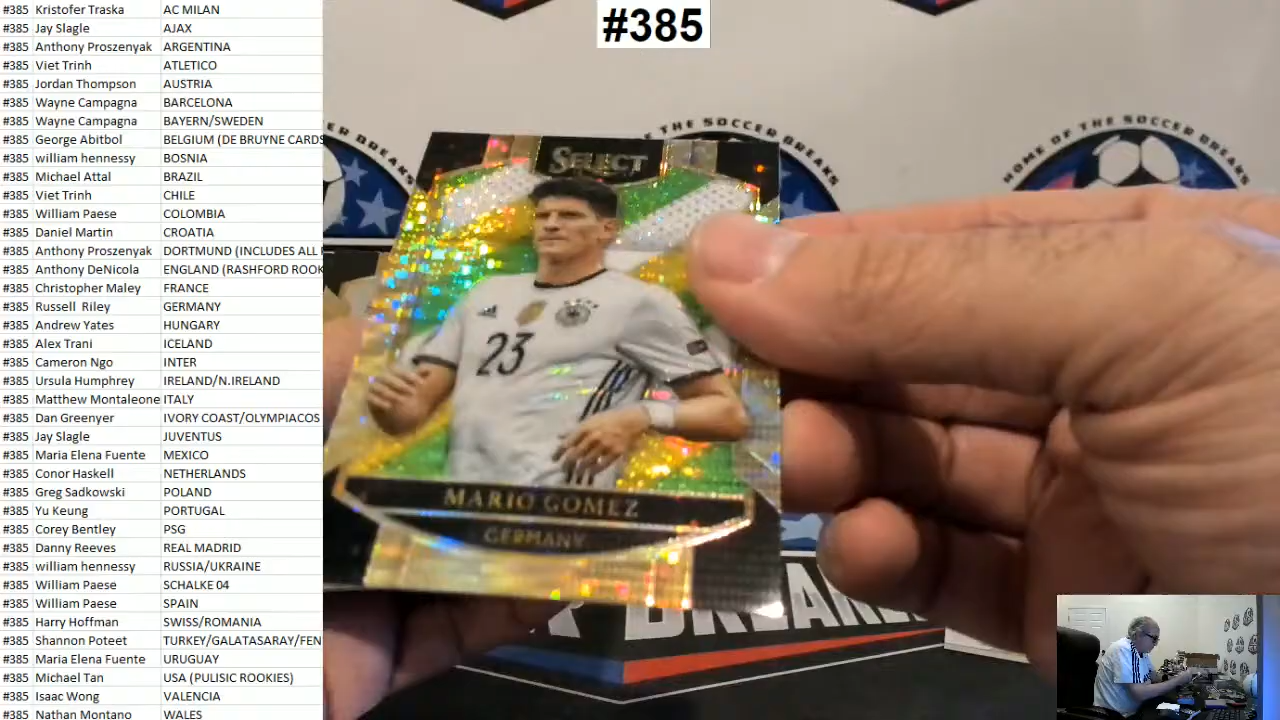 #385 Kristofer Traska AC MILAN
#385 Jay Slagle AJAX
#385 Anthony Proszenyak ARGENTINA
#385 Viet Trinh ATLETICO
#385 Jordan Thompson AUSTRIA
#385 Wayne Campagna BARCELONA
#385 Wayne Campagna BAYERN/SWEDEN
#385 George Abitbol BELGIUM (DE BRUYNE CARDS
#385 william hennessy BOSNIA
#385 Michael Attal BRAZIL
#385 Viet Trinh CHILE
#385 William Paese COLOMBIA
#385 Daniel Martin CROATIA
#385 Anthony Proszenyak DORTMUND (INCLUDES ALL
#385 Anthony DeNicola ENGLAND (RASHFORD ROOK
#385 Christopher Maley FRANCE
#385 Russell Riley GERMANY
#385 Andrew Yates HUNGARY
#385 Alex Trani ICELAND
#385 Cameron Ngo INTER
#385 Ursula Humphrey IRELAND/N.IRELAND
#385 Matthew Montaleone ITALY
#385 Dan Greenyer IVORY COAST/OLYMPIACOS
#385 Jay Slagle JUVENTUS
#385 Maria Elena Fuente MEXICO
#385 Conor Haskell NETHERLANDS
#385 Greg Sadkowski POLAND
#385 Yu Keung PORTUGAL
#385 Corey Bentley PSG
#385 Danny Reeves REAL MADRID
#385 william hennessy RUSSIA/UKRAINE
#385 William Paese SCHALKE 04
#385 William Paese SPAIN
#385 Harry Hoffman SWISS/ROMANIA
#385 Shannon Poteet TURKEY/GALATASARAY/FEN
#385 Maria Elena Fuente URUGUAY
#385 Michael Tan USA (PULISIC ROOKIES)
#385 Isaac Wong VALENCIA
#385 Nathan Montano WALES
#385
THE SOCCER BREAKS
HOME OF THE SOCCER BREAKS
SELECT
23
MARIO GOMEZ
GERMANY